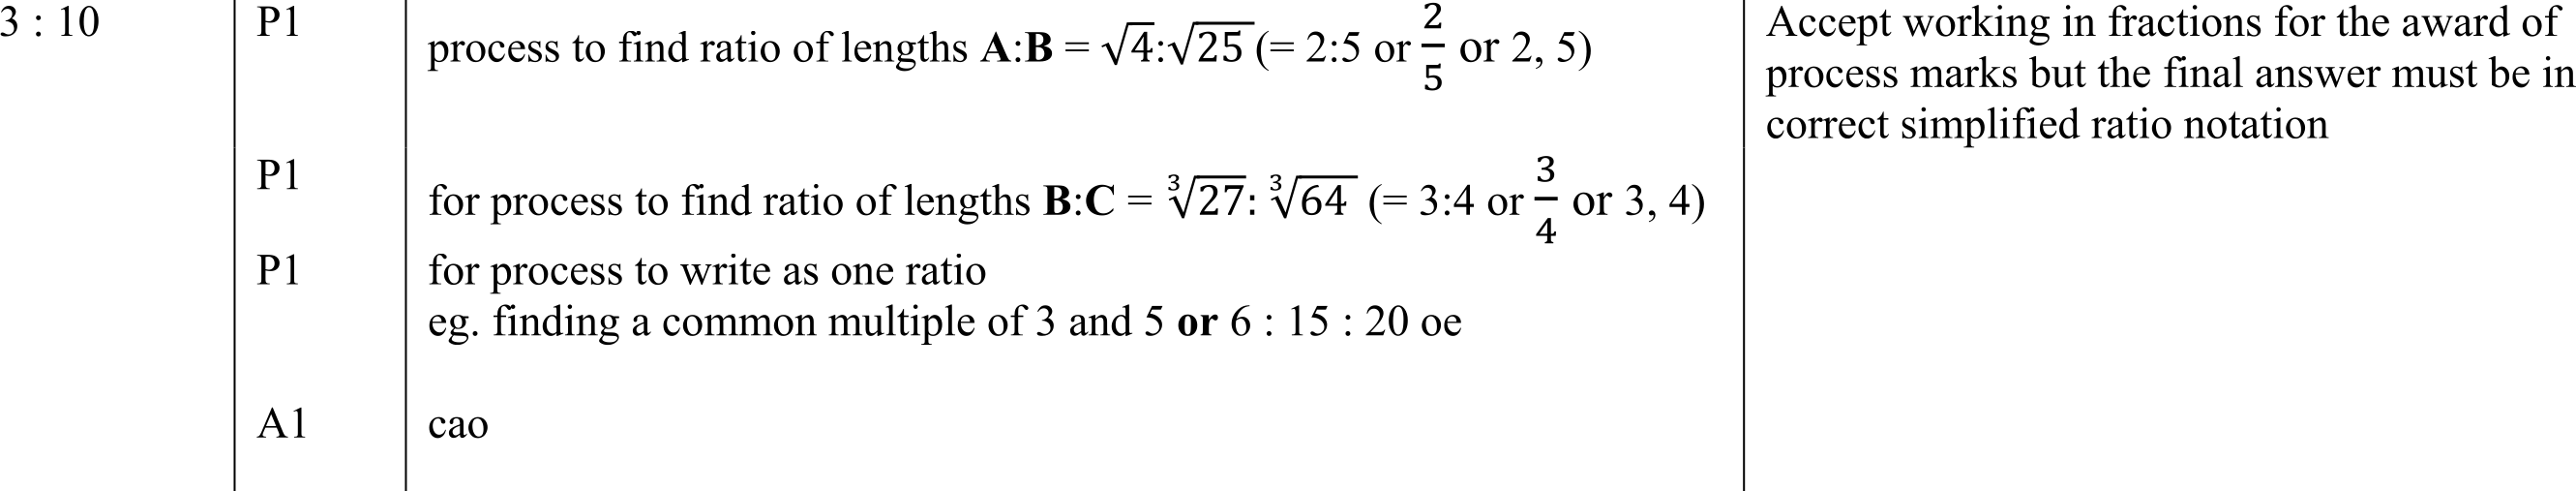 3 : 10
P1
process to find ratio of lengths A:B = √4:√25 (= 2:5 or 2/5 or 2, 5)
Accept working in fractions for the award of
process marks but the final answer must be in
correct simplified ratio notation
P1
for process to find ratio of lengths B:C = ∛27: ∛64 (= 3:4 or 3/4 or 3, 4)
P1
for process to write as one ratio
eg. finding a common multiple of 3 and 5 or 6 : 15 : 20 oe
A1
cao